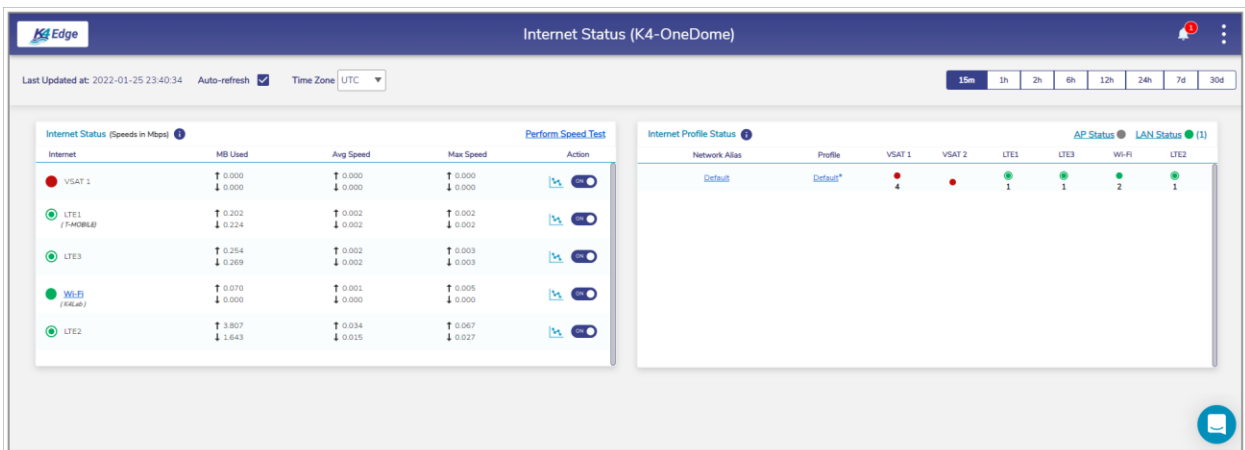 K4 Edge
Internet Status (K4-OneDome)
1
Last Updated at: 2022-01-25 23:40:34 Auto-refresh Time Zone UTC
15m 1h 2h 6h 12h 24h 7d 30d
Internet Status (Speeds in Mbps) i Perform Speed Test
Internet MB Used Avg Speed Max Speed Action
VSAT 1 ↑ 0.000 ↑ 0.000 ↑ 0.000 ON
↓ 0.000 ↓ 0.000 ↓ 0.000
LTE1 ↑ 0.202 ↑ 0.002 ↑ 0.002 ON
(T-MOBILE) ↓ 0.224 ↓ 0.002 ↓ 0.002
LTE3 ↑ 0.254 ↑ 0.002 ↑ 0.003 ON
↓ 0.269 ↓ 0.002 ↓ 0.003
Wi-Fi ↑ 0.070 ↑ 0.001 ↑ 0.005 ON
(K4Lab) ↓ 0.000 ↓ 0.000 ↓ 0.000
LTE2 ↑ 3.807 ↑ 0.034 ↑ 0.067 ON
↓ 1.643 ↓ 0.015 ↓ 0.027
Internet Profile Status i AP Status LAN Status (1)
Network Alias Profile VSAT 1 VSAT 2 LTE1 LTE3 Wi-Fi LTE2
Default Default*
4 1 1 2 1